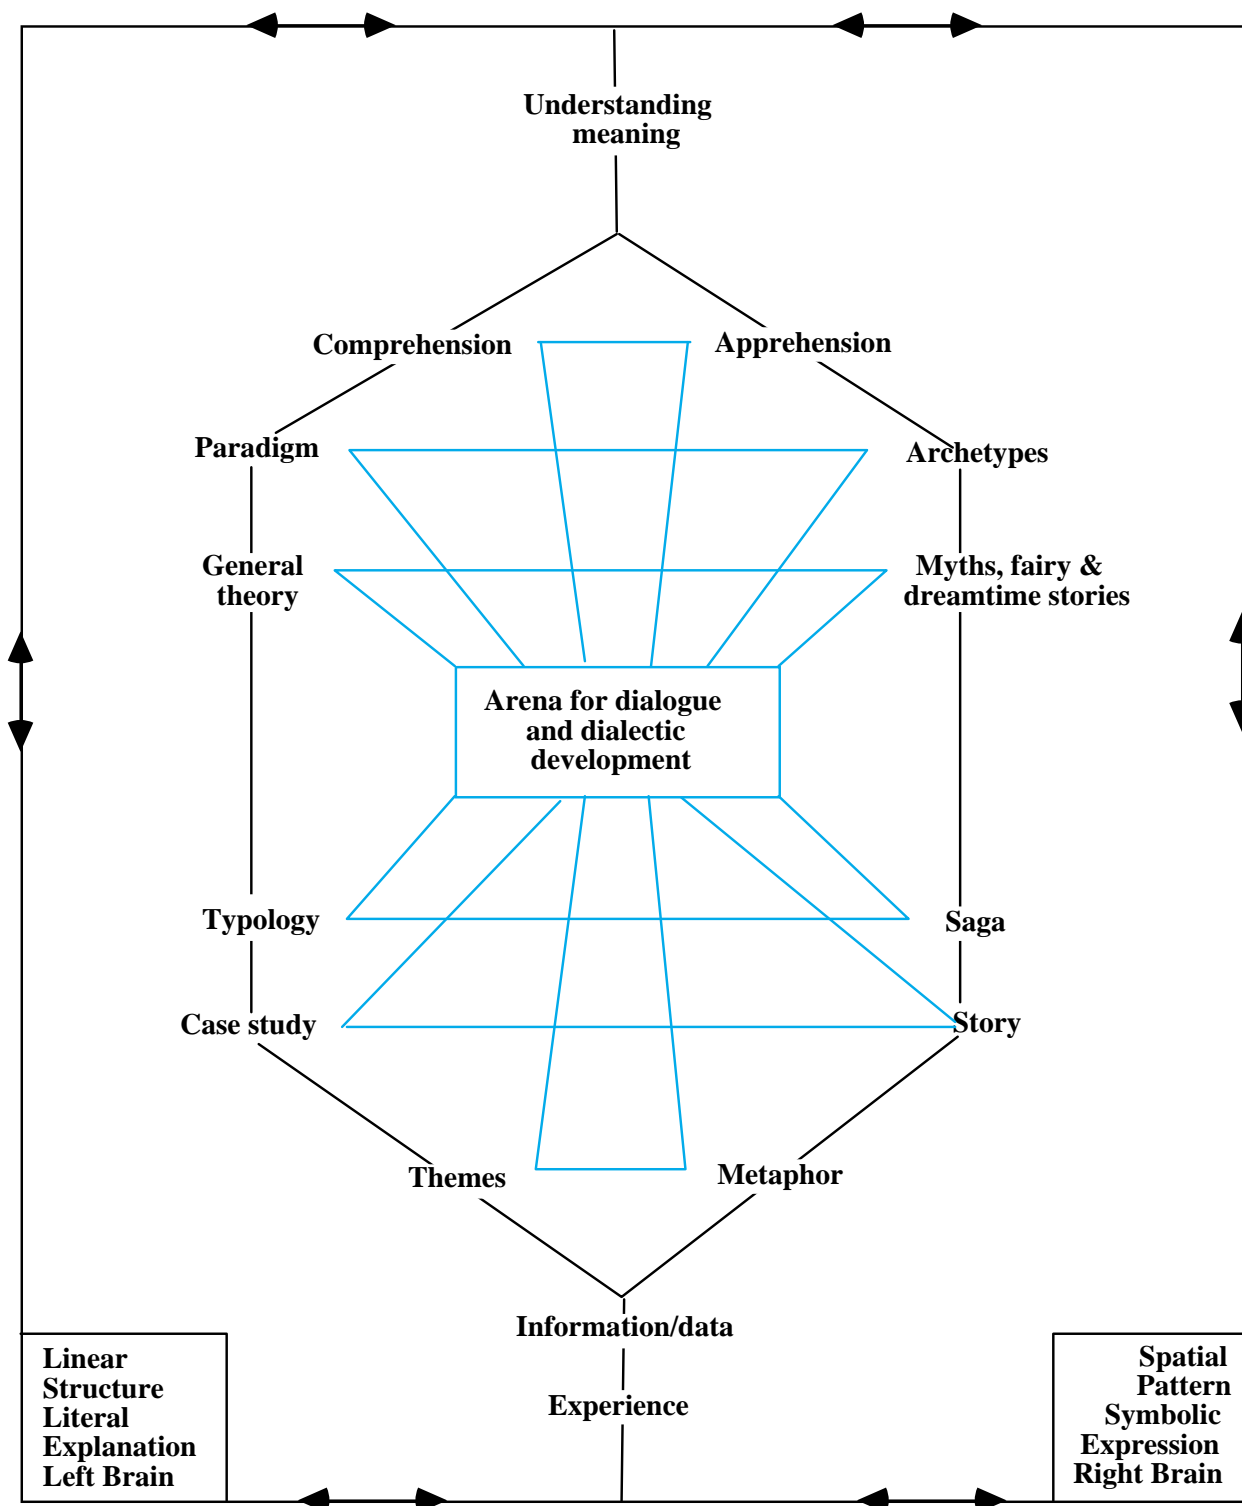 Understanding
meaning
Comprehension
Apprehension
Paradigm
Archetypes
General
theory
Myths, fairy &
dreamtime stories
Arena for dialogue
and dialectic
development
Typology
Saga
Case study
Story
Themes
Metaphor
Information/data
Experience
Linear
Structure
Literal
Explanation
Left Brain
Spatial
Pattern
Symbolic
Expression
Right Brain